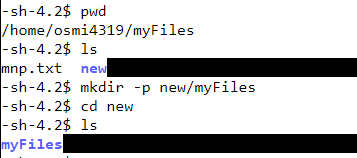 -sh-4.2$ pwd
/home/osmi4319/myFiles
-sh-4.2$ ls
mnp.txt  new
-sh-4.2$ mkdir -p new/myFiles
-sh-4.2$ cd new
-sh-4.2$ ls
myFiles